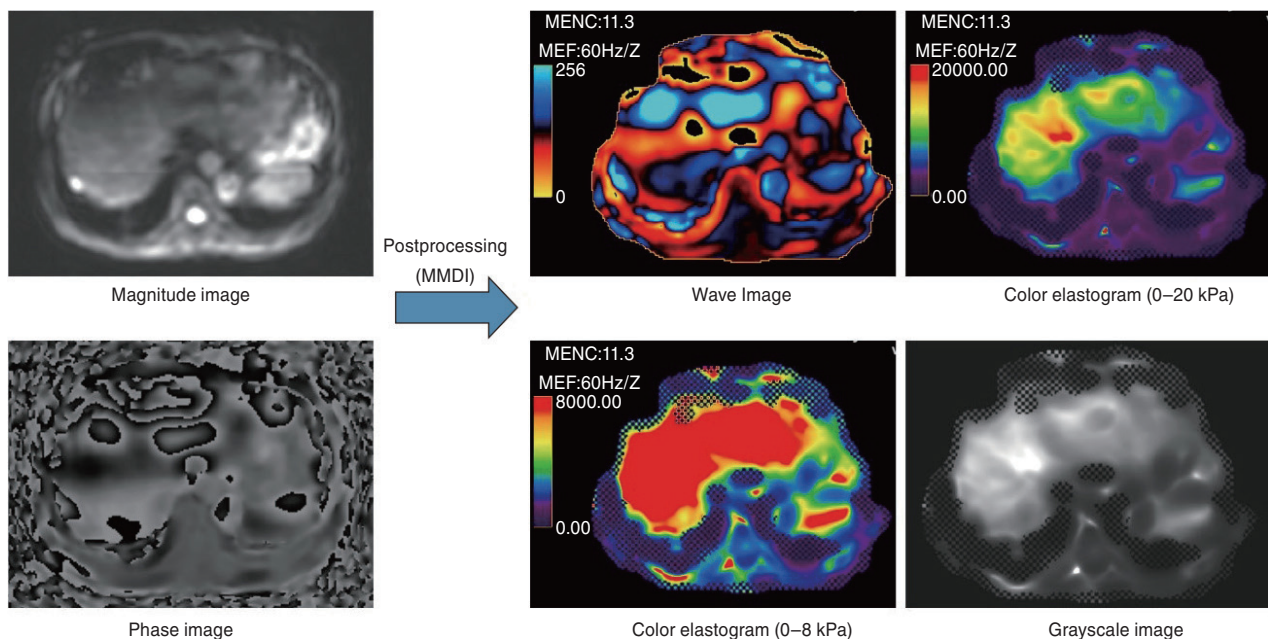 MENC:11.3
MEF:60Hz/Z
256
0
MENC:11.3
MEF:60Hz/Z
20000.00
0.00
Magnitude image
Postprocessing
(MMDI)
Wave Image
Color elastogram (0–20 kPa)
MENC:11.3
MEF:60Hz/Z
8000.00
0.00
Phase image
Color elastogram (0–8 kPa)
Grayscale image